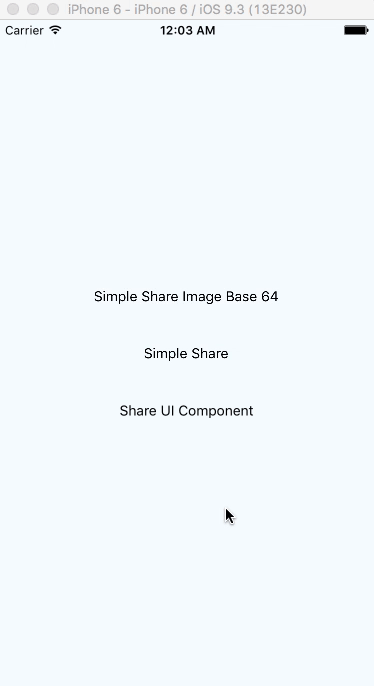 iPhone 6 - iPhone 6 / iOS 9.3 (13E230)
Carrier 12:03 AM
Simple Share Image Base 64
Simple Share
Share UI Component